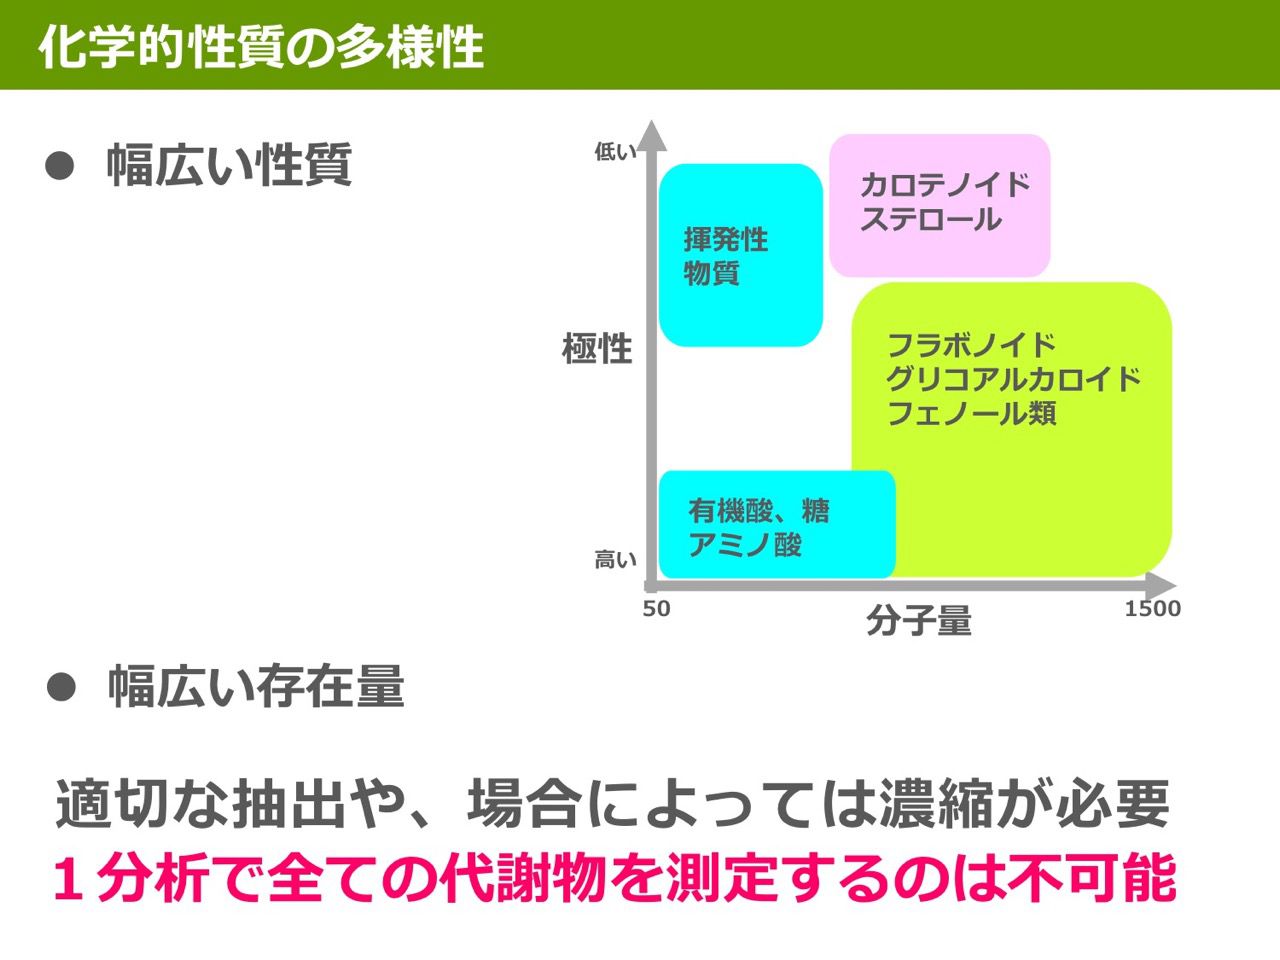 化学的性質の多様性
● 幅広い性質
低い
カロテノイド
ステロール
揮発性
物質
極性
フラボノイド
グリコアルカロイド
フェノール類
有機酸、糖
アミノ酸
高い
50
1500
分子量
● 幅広い存在量
適切な抽出や、場合によっては濃縮が必要
１分析で全ての代謝物を測定するのは不可能